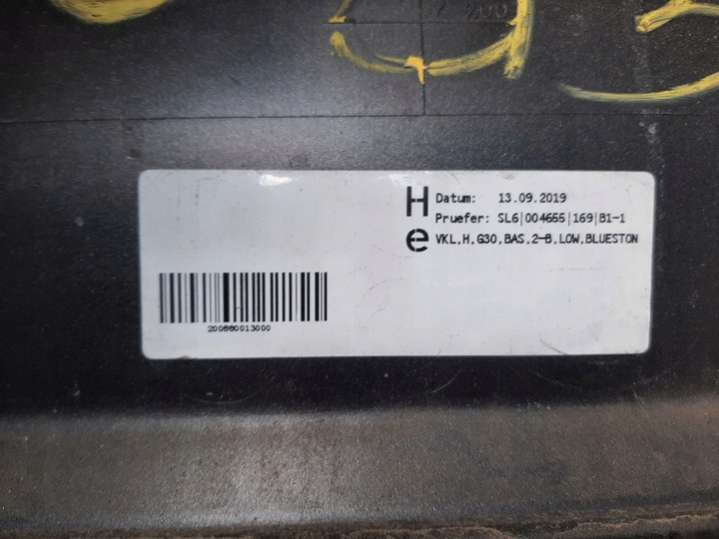 H
e
Datum: 13.09.2019
Pruefer: SL6|004655|169|B1-1
VKL,H,G30,BAS,2-B,LOW,BLUESTON
200880013000